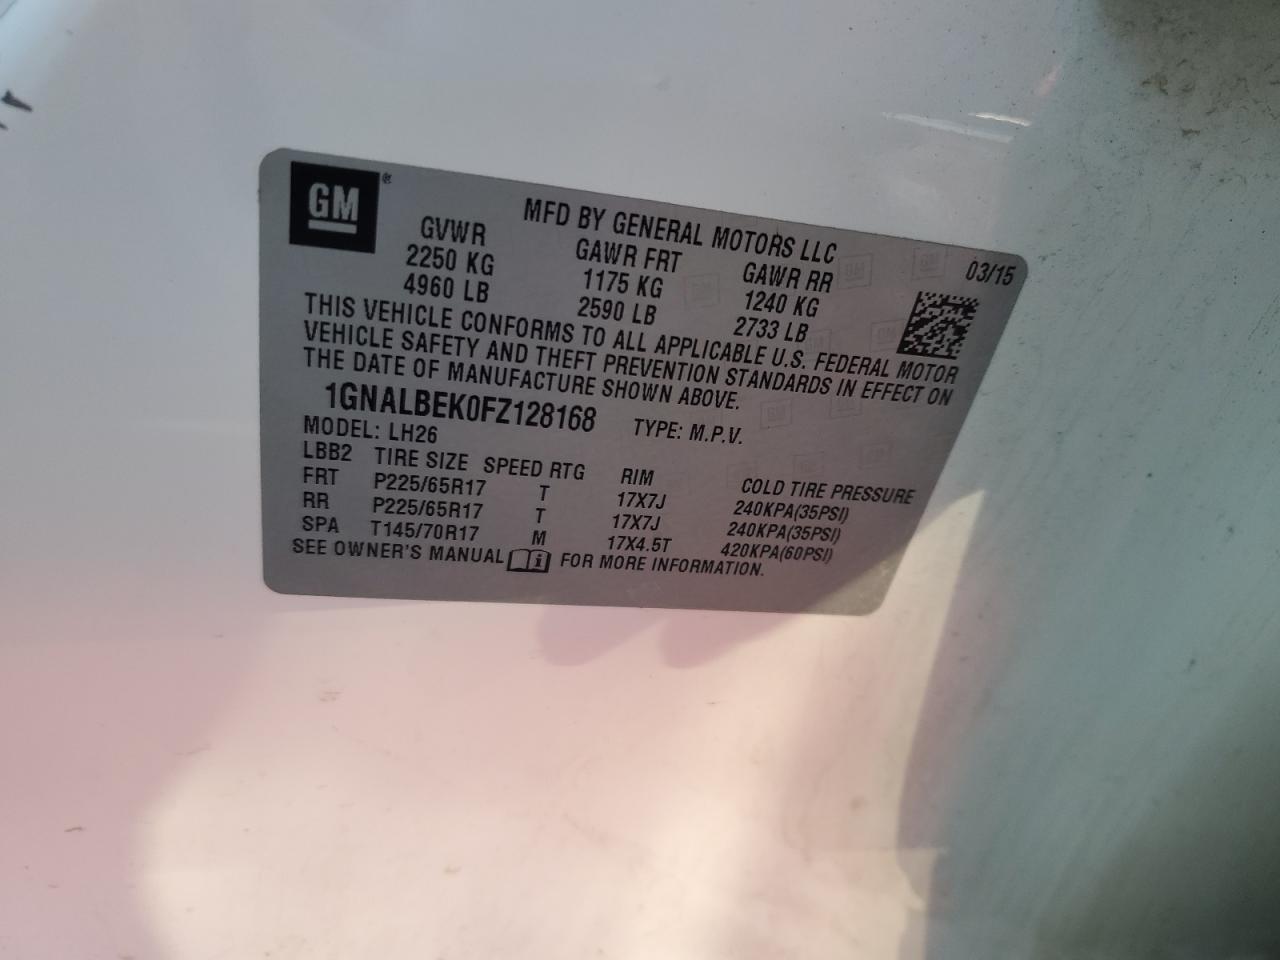 GM®
MFD BY GENERAL MOTORS LLC
03/15
GVWR GAWR FRT GAWR RR
2250 KG 1175 KG 1240 KG
4960 LB 2590 LB 2733 LB
THIS VEHICLE CONFORMS TO ALL APPLICABLE U.S. FEDERAL MOTOR
VEHICLE SAFETY AND THEFT PREVENTION STANDARDS IN EFFECT ON
THE DATE OF MANUFACTURE SHOWN ABOVE.
1GNALBEK0FZ128168 TYPE: M.P.V.
MODEL: LH26
LBB2 TIRE SIZE SPEED RTG RIM COLD TIRE PRESSURE
FRT P225/65R17 T 17X7J 240KPA(35PSI)
RR P225/65R17 T 17X7J 240KPA(35PSI)
SPA T145/70R17 M 17X4.5T 420KPA(60PSI)
SEE OWNER'S MANUAL i FOR MORE INFORMATION.